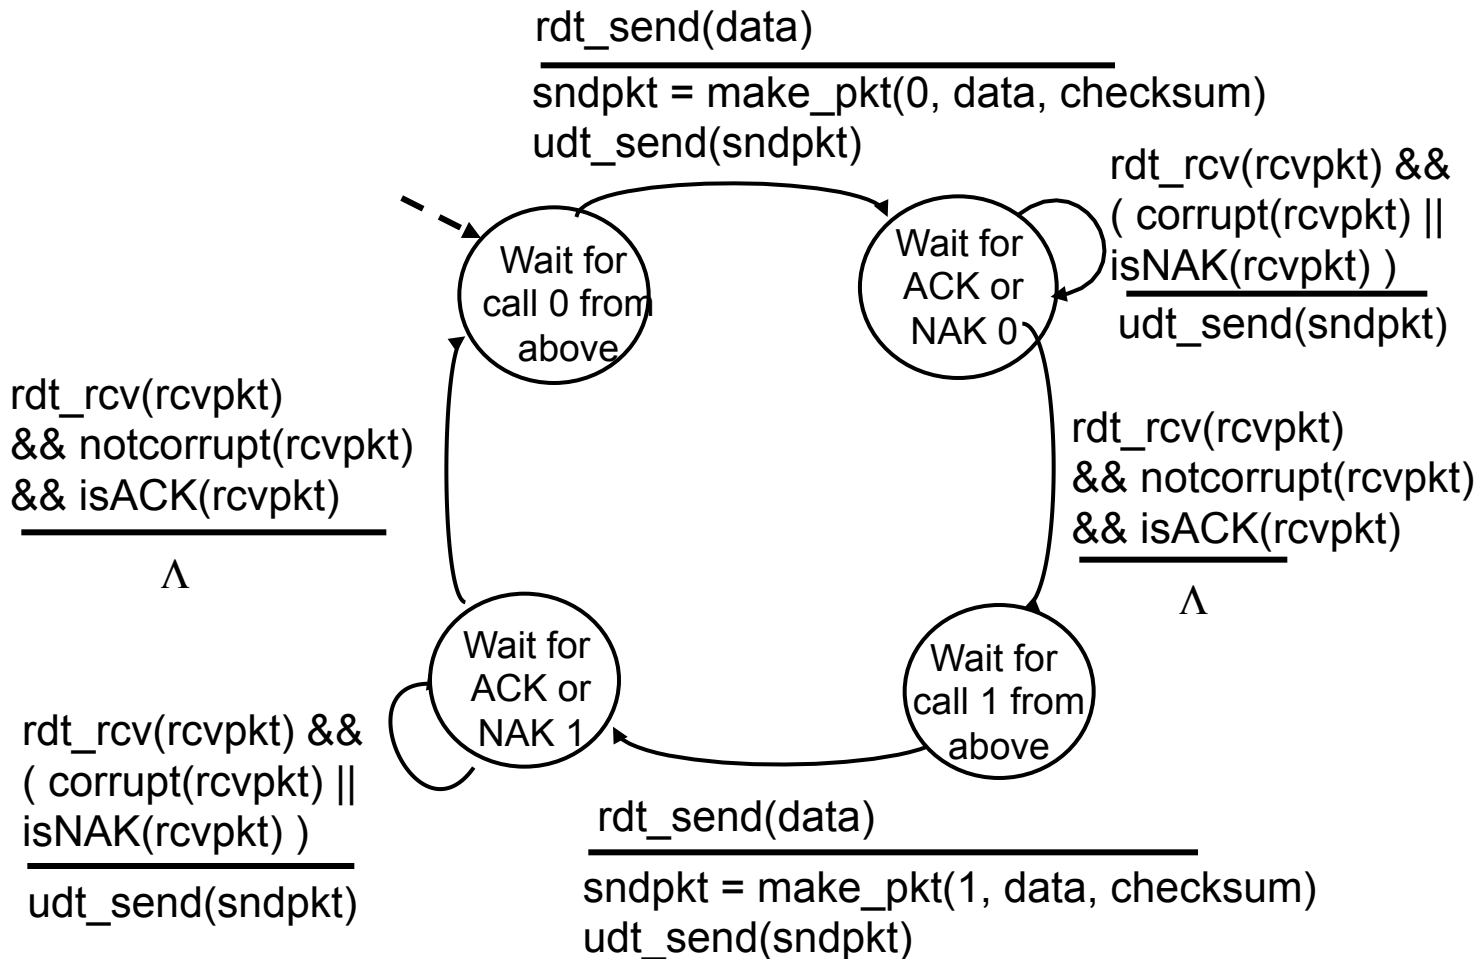 rdt_send(data)
sndpkt = make_pkt(0, data, checksum)
udt_send(sndpkt)
rdt_rcv(rcvpkt) &&
( corrupt(rcvpkt) ||
isNAK(rcvpkt) )
udt_send(sndpkt)
Wait for
call 0 from
above
Wait for
ACK or
NAK 0
rdt_rcv(rcvpkt)
&& notcorrupt(rcvpkt)
&& isACK(rcvpkt)
Λ
rdt_rcv(rcvpkt)
&& notcorrupt(rcvpkt)
&& isACK(rcvpkt)
Λ
Wait for
ACK or
NAK 1
Wait for
call 1 from
above
rdt_rcv(rcvpkt) &&
( corrupt(rcvpkt) ||
isNAK(rcvpkt) )
udt_send(sndpkt)
rdt_send(data)
sndpkt = make_pkt(1, data, checksum)
udt_send(sndpkt)